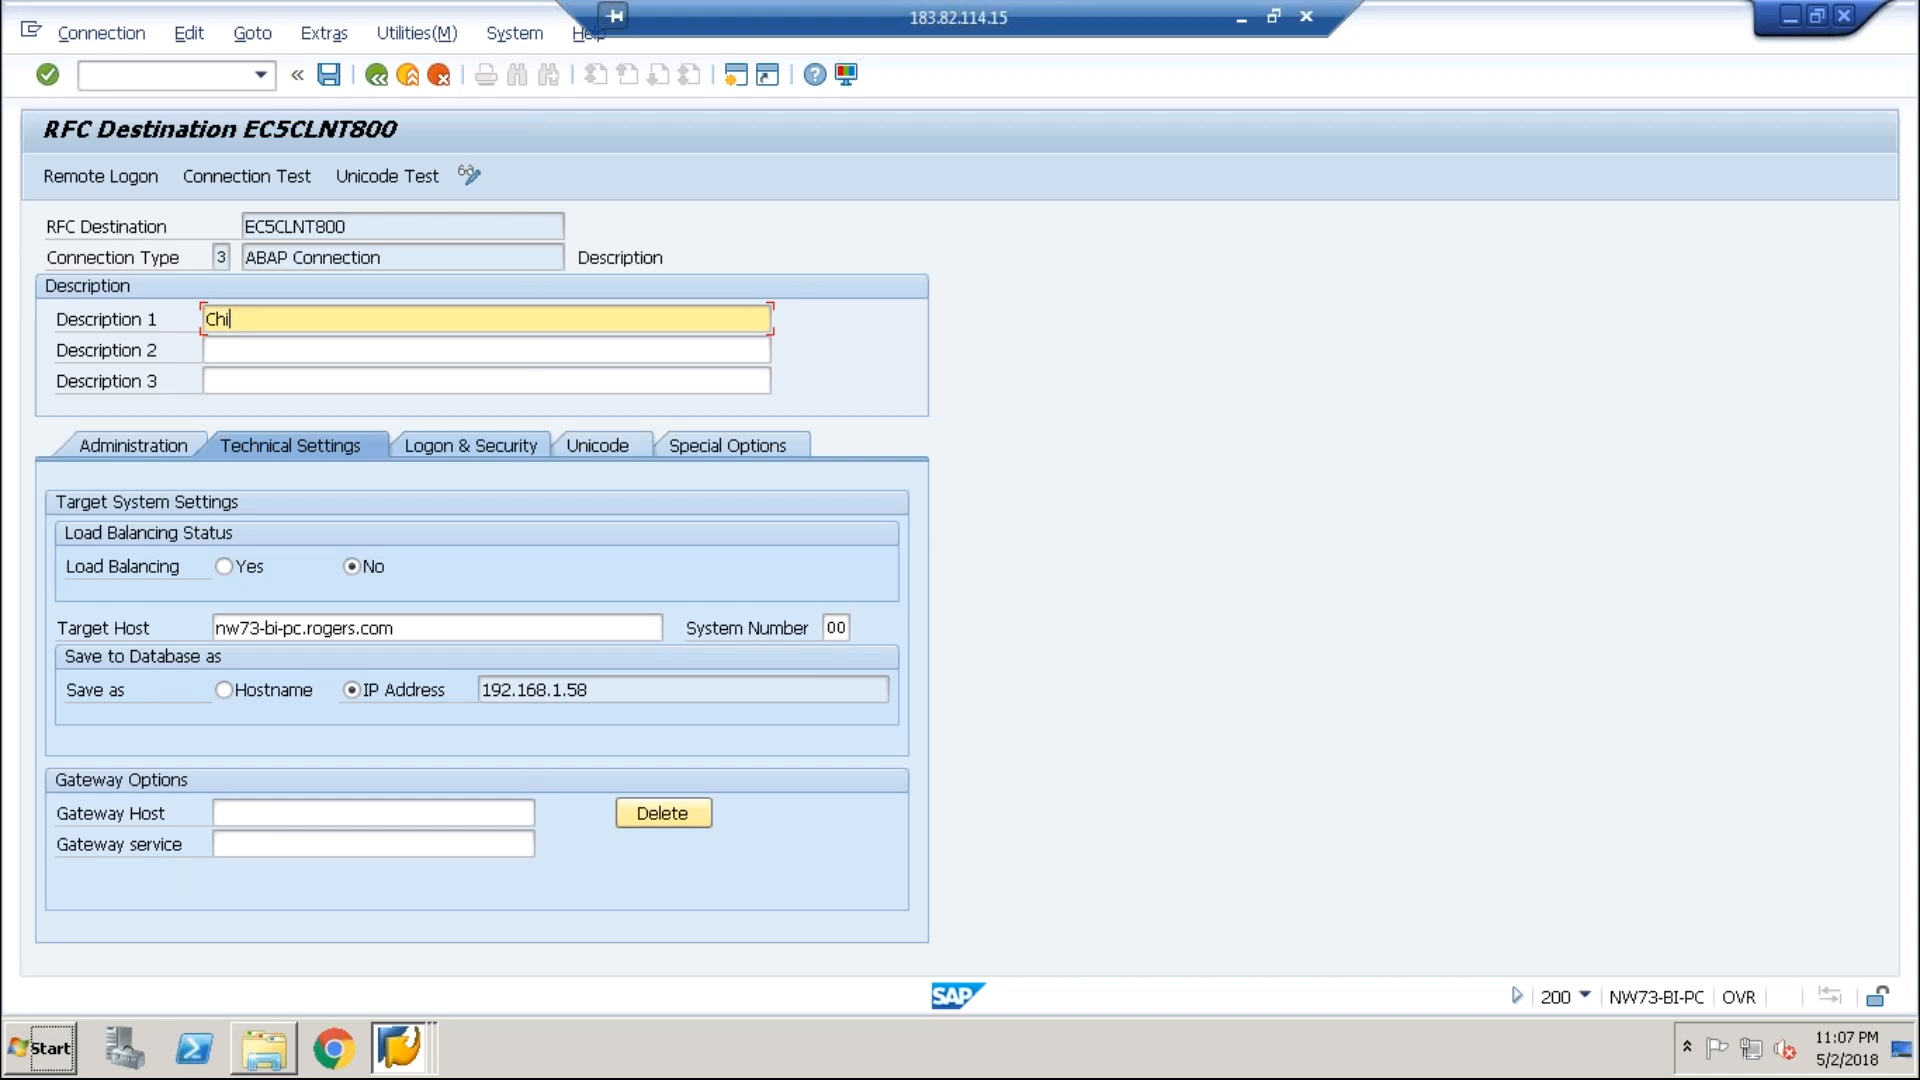 183.82.114.15
Connection Edit Goto Extras Utilities(M) System Help
RFC Destination EC5CLNT800
Remote Logon Connection Test Unicode Test
RFC Destination EC5CLNT800
Connection Type 3 ABAP Connection Description
Description
Description 1 Chi
Description 2
Description 3
Administration Technical Settings Logon & Security Unicode Special Options
Target System Settings
Load Balancing Status
Load Balancing Yes No
Target Host nw73-bi-pc.rogers.com System Number 00
Save to Database as
Save as Hostname IP Address 192.168.1.58
Gateway Options
Gateway Host Delete
Gateway service
SAP 200 NW73-BI-PC OVR
Start 11:07 PM
5/2/2018